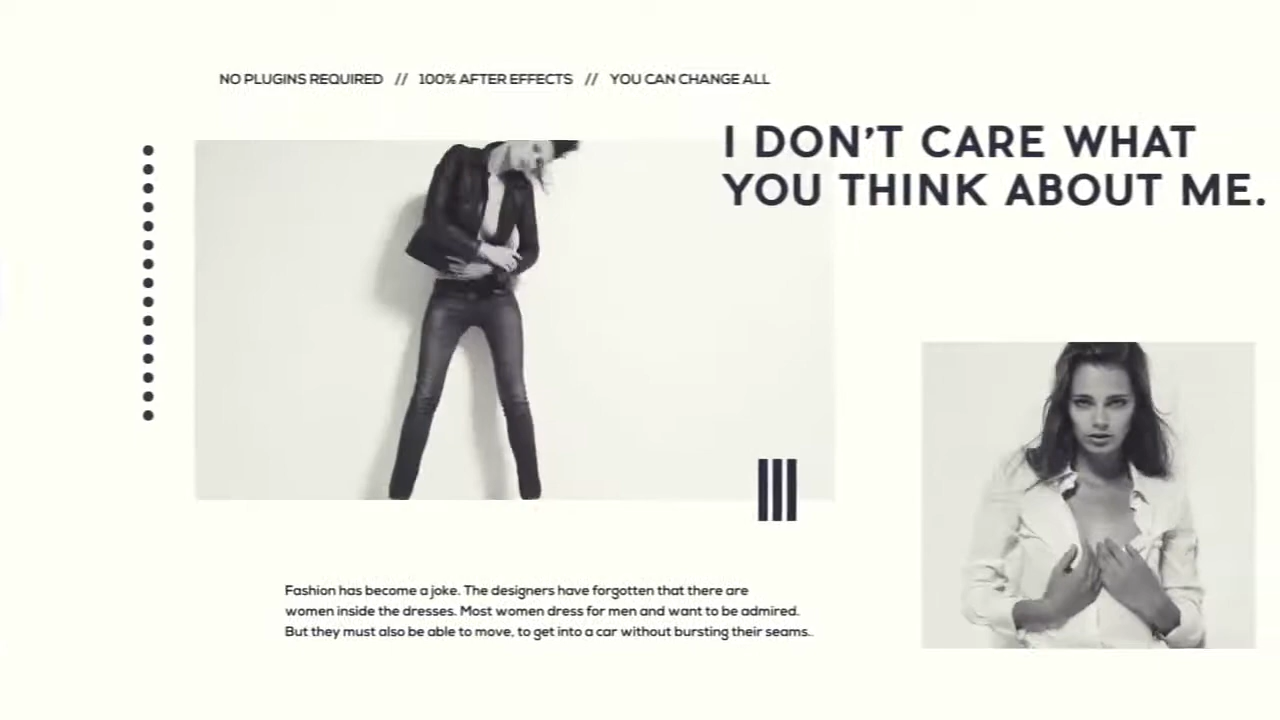 NO PLUGINS REQUIRED // 100% AFTER EFFECTS // YOU CAN CHANGE ALL
I DON'T CARE WHAT
YOU THINK ABOUT ME.
Fashion has become a joke. The designers have forgotten that there are
women inside the dresses. Most women dress for men and want to be admired.
But they must also be able to move, to get into a car without bursting their seams..